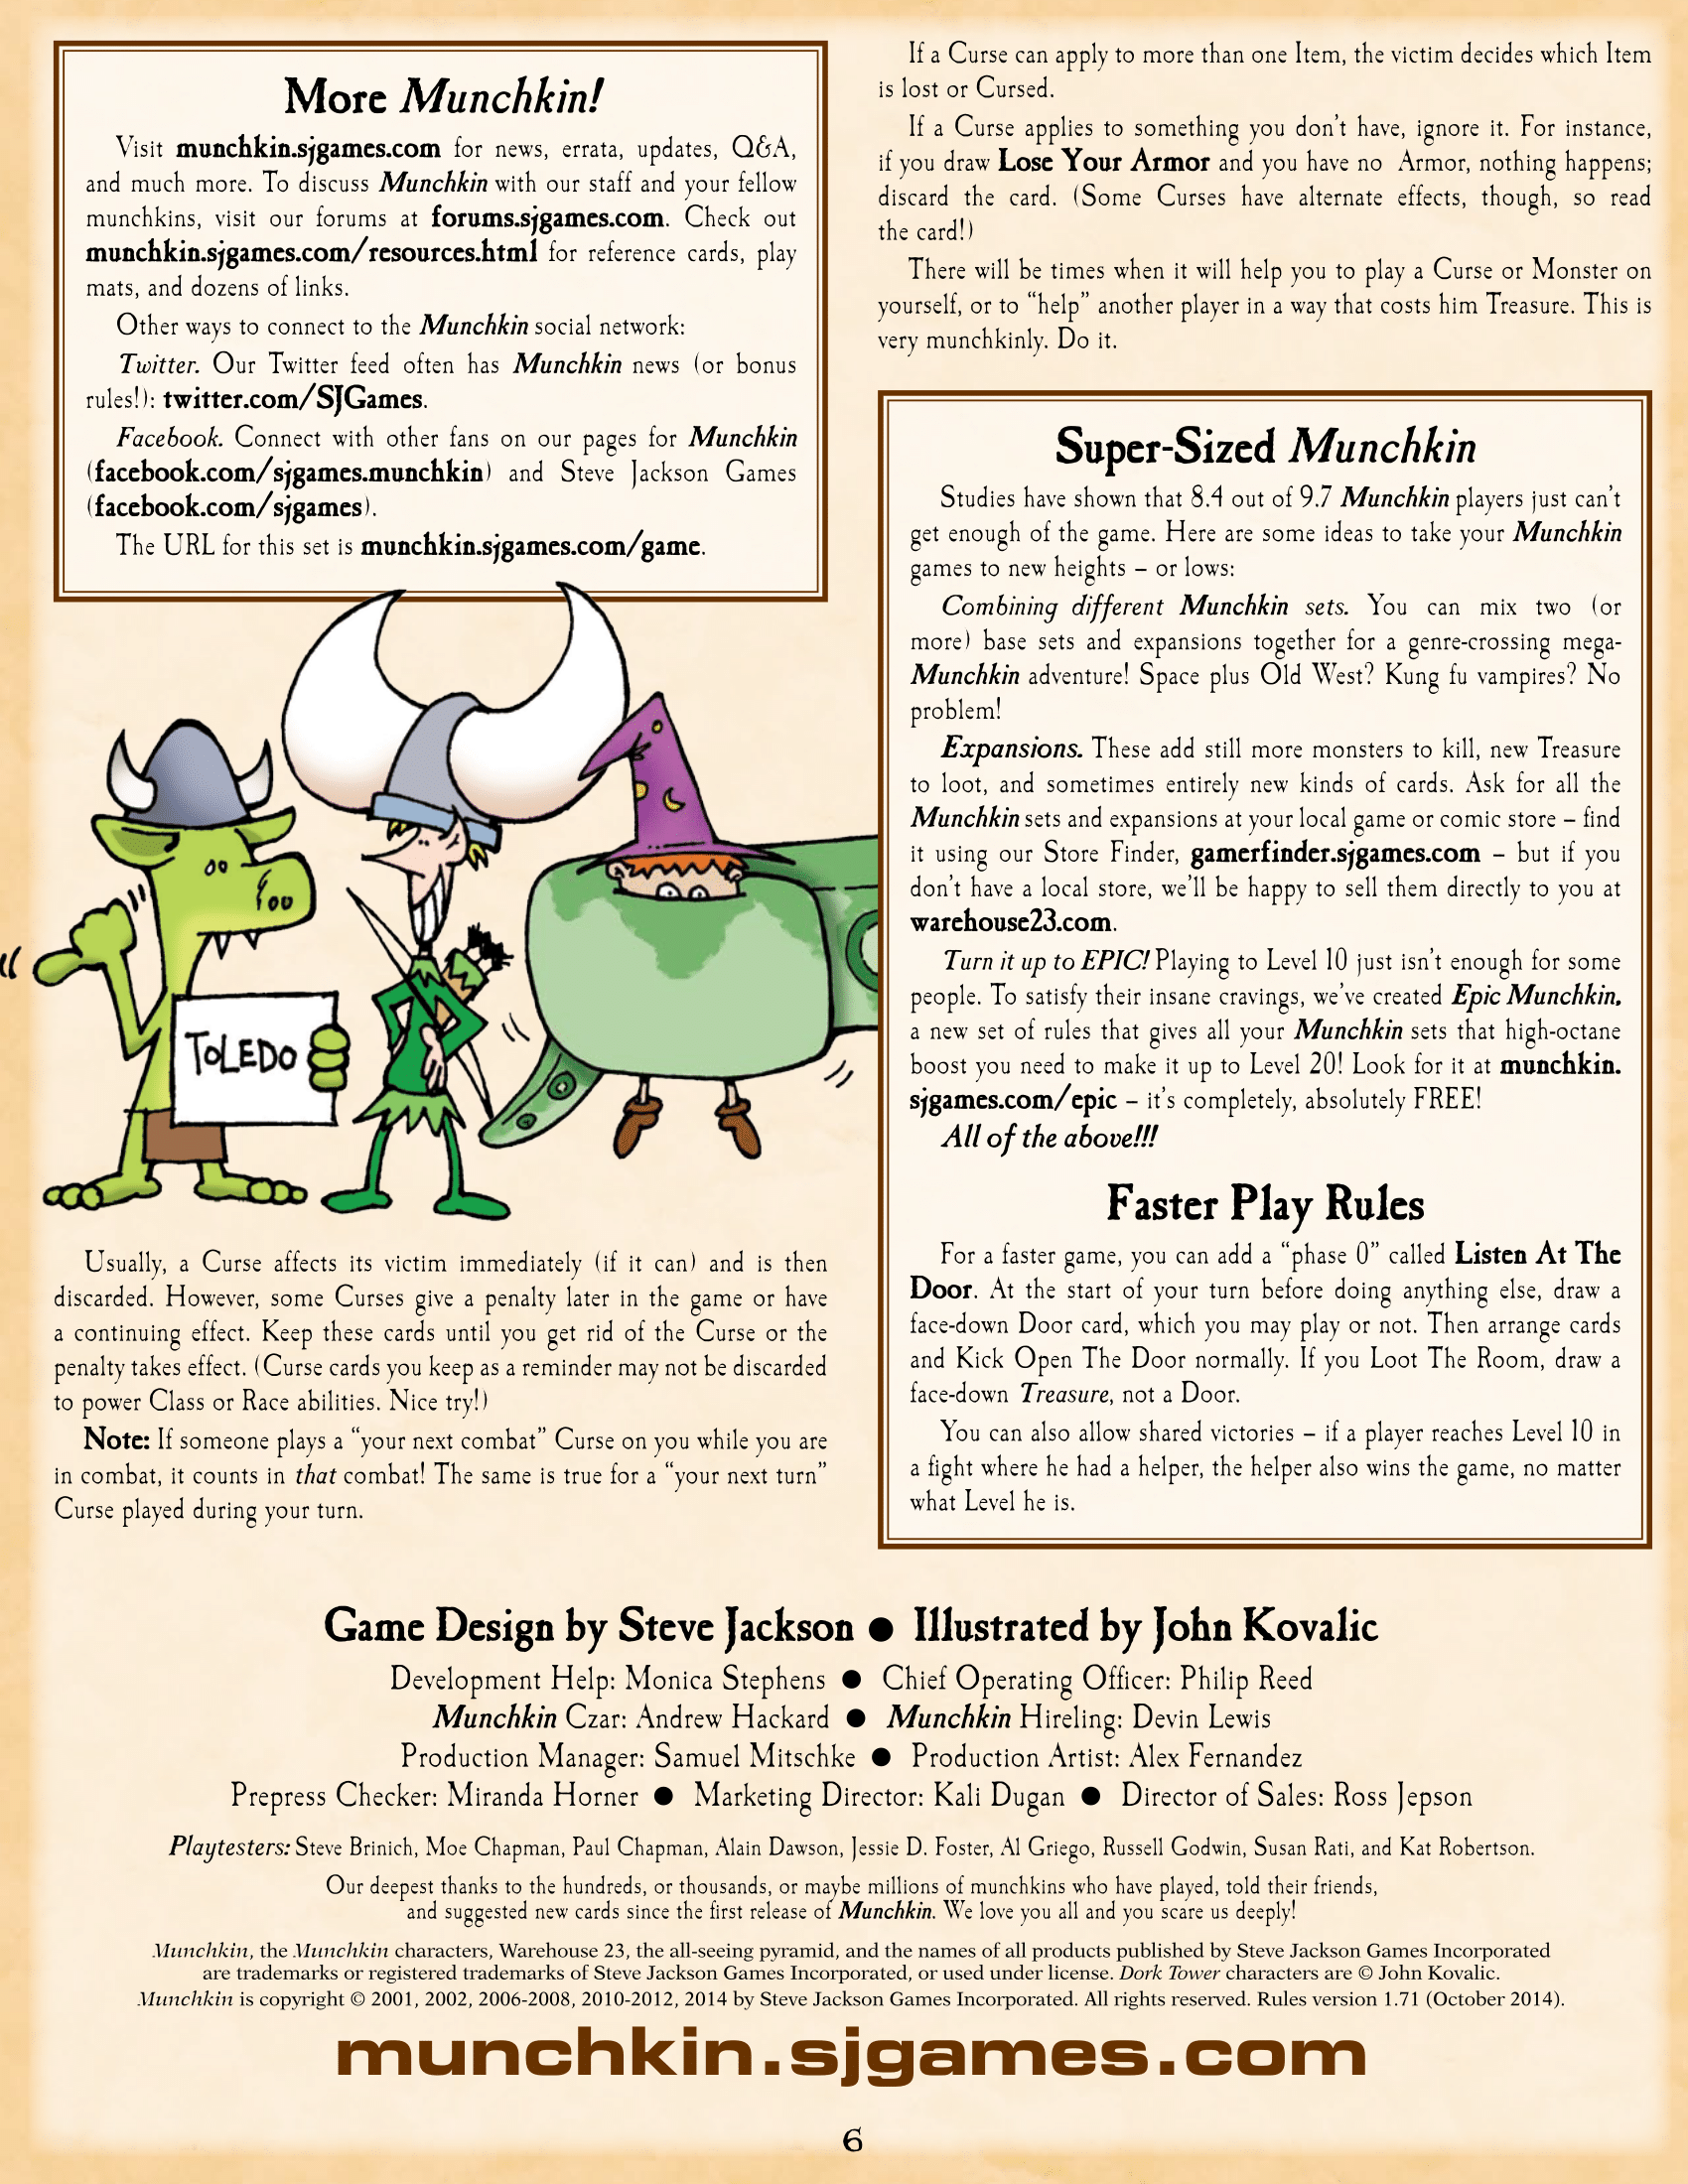 More Munchkin!
Visit munchkin.sjgames.com for news, errata, updates, Q&A,
and much more. To discuss Munchkin with our staff and your fellow
munchkins, visit our forums at forums.sjgames.com. Check out
munchkin.sjgames.com/resources.html for reference cards, play
mats, and dozens of links.
Other ways to connect to the Munchkin social network:
Twitter. Our Twitter feed often has Munchkin news (or bonus
rules!): twitter.com/SJGames.
Facebook. Connect with other fans on our pages for Munchkin
(facebook.com/sjgames.munchkin) and Steve Jackson Games
(facebook.com/sjgames).
The URL for this set is munchkin.sjgames.com/game.
TOLEDO
Usually, a Curse affects its victim immediately (if it can) and is then
discarded. However, some Curses give a penalty later in the game or have
a continuing effect. Keep these cards until you get rid of the Curse or the
penalty takes effect. (Curse cards you keep as a reminder may not be discarded
to power Class or Race abilities. Nice try!)
Note: If someone plays a “your next combat” Curse on you while you are
in combat, it counts in that combat! The same is true for a “your next turn”
Curse played during your turn.
If a Curse can apply to more than one Item, the victim decides which Item
is lost or Cursed.
If a Curse applies to something you don’t have, ignore it. For instance,
if you draw Lose Your Armor and you have no Armor, nothing happens;
discard the card. (Some Curses have alternate effects, though, so read
the card!)
There will be times when it will help you to play a Curse or Monster on
yourself, or to “help” another player in a way that costs him Treasure. This is
very munchkinly. Do it.
Super-Sized Munchkin
Studies have shown that 8.4 out of 9.7 Munchkin players just can’t
get enough of the game. Here are some ideas to take your Munchkin
games to new heights – or lows:
Combining different Munchkin sets. You can mix two (or
more) base sets and expansions together for a genre-crossing mega-
Munchkin adventure! Space plus Old West? Kung fu vampires? No
problem!
Expansions. These add still more monsters to kill, new Treasure
to loot, and sometimes entirely new kinds of cards. Ask for all the
Munchkin sets and expansions at your local game or comic store – find
it using our Store Finder, gamerfinder.sjgames.com – but if you
don’t have a local store, we’ll be happy to sell them directly to you at
warehouse23.com.
Turn it up to EPIC! Playing to Level 10 just isn’t enough for some
people. To satisfy their insane cravings, we’ve created Epic Munchkin,
a new set of rules that gives all your Munchkin sets that high-octane
boost you need to make it up to Level 20! Look for it at munchkin.
sjgames.com/epic – it’s completely, absolutely FREE!
All of the above!!!
Faster Play Rules
For a faster game, you can add a “phase 0” called Listen At The
Door. At the start of your turn before doing anything else, draw a
face-down Door card, which you may play or not. Then arrange cards
and Kick Open The Door normally. If you Loot The Room, draw a
face-down Treasure, not a Door.
You can also allow shared victories – if a player reaches Level 10 in
a fight where he had a helper, the helper also wins the game, no matter
what Level he is.
Game Design by Steve Jackson ● Illustrated by John Kovalic
Development Help: Monica Stephens ● Chief Operating Officer: Philip Reed
Munchkin Czar: Andrew Hackard ● Munchkin Hireling: Devin Lewis
Production Manager: Samuel Mitschke ● Production Artist: Alex Fernandez
Prepress Checker: Miranda Horner ● Marketing Director: Kali Dugan ● Director of Sales: Ross Jepson
Playtesters: Steve Brinich, Moe Chapman, Paul Chapman, Alain Dawson, Jessie D. Foster, Al Griego, Russell Godwin, Susan Rati, and Kat Robertson.
Our deepest thanks to the hundreds, or thousands, or maybe millions of munchkins who have played, told their friends,
and suggested new cards since the first release of Munchkin. We love you all and you scare us deeply!
Munchkin, the Munchkin characters, Warehouse 23, the all-seeing pyramid, and the names of all products published by Steve Jackson Games Incorporated
are trademarks or registered trademarks of Steve Jackson Games Incorporated, or used under license. Dork Tower characters are © John Kovalic.
Munchkin is copyright © 2001, 2002, 2006-2008, 2010-2012, 2014 by Steve Jackson Games Incorporated. All rights reserved. Rules version 1.71 (October 2014).
munchkin.sjgames.com
6